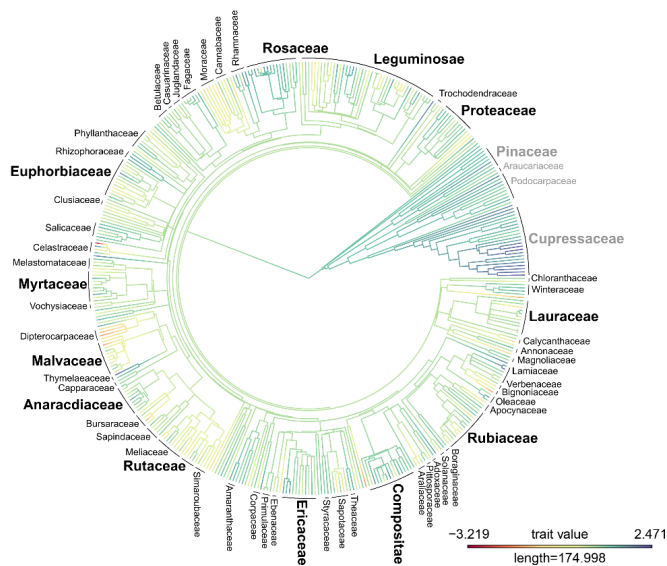 Rosaceae
Leguminosae
Trochodendraceae
Proteaceae
Pinaceae
Araucariaceae
Podocarpaceae
Cupressaceae
Chloranthaceae
Winteraceae
Lauraceae
Calycanthaceae
Annonaceae
Magnoliaceae
Lamiaceae
Verbenaceae
Bignoniaceae
Oleaceae
Apocynaceae
Rubiaceae
Boraginaceae
Solanaceae
Adoxaceae
Pittosporaceae
Araliaceae
Compositae
Theaceae
Sapotaceae
Styracaceae
Ericaceae
Ebenaceae
Primulaceae
Cornaceae
Amaranthaceae
Simaroubaceae
Rutaceae
Meliaceae
Sapindaceae
Bursaraceae
Anaracdiaceae
Capparaceae
Thymelaeaceae
Malvaceae
Dipterocarpaceae
Vochysiaceae
Myrtaceae
Melastomataceae
Celastraceae
Salicaceae
Clusiaceae
Euphorbiaceae
Rhizophoraceae
Phyllanthaceae
Betulaceae
Casuarinaceae
Juglandaceae
Fagaceae
Moraceae
Cannabaceae
Rhamnaceae
−3.219 trait value 2.471
length=174.998